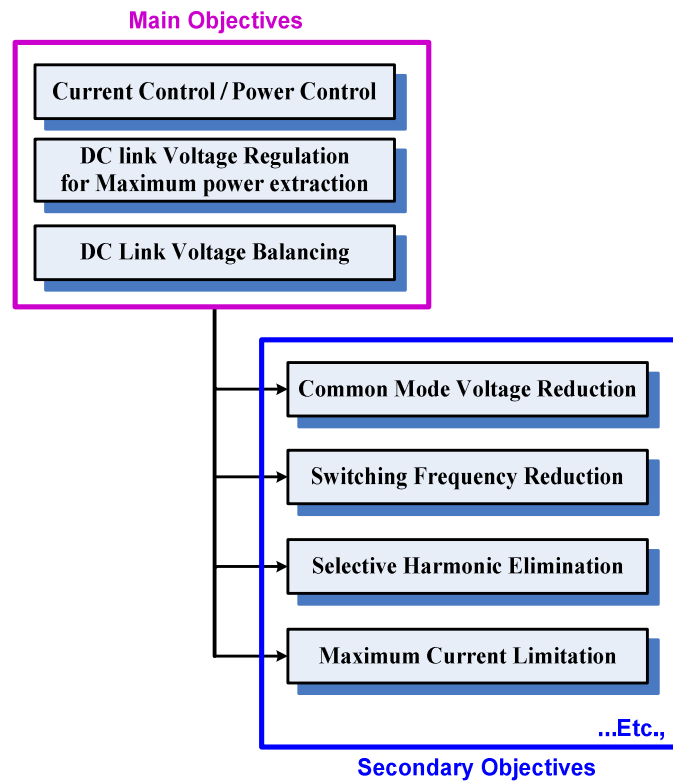 Main Objectives
Current Control / Power Control
DC link Voltage Regulation
for Maximum power extraction
DC Link Voltage Balancing
Common Mode Voltage Reduction
Switching Frequency Reduction
Selective Harmonic Elimination
Maximum Current Limitation
...Etc.,
Secondary Objectives